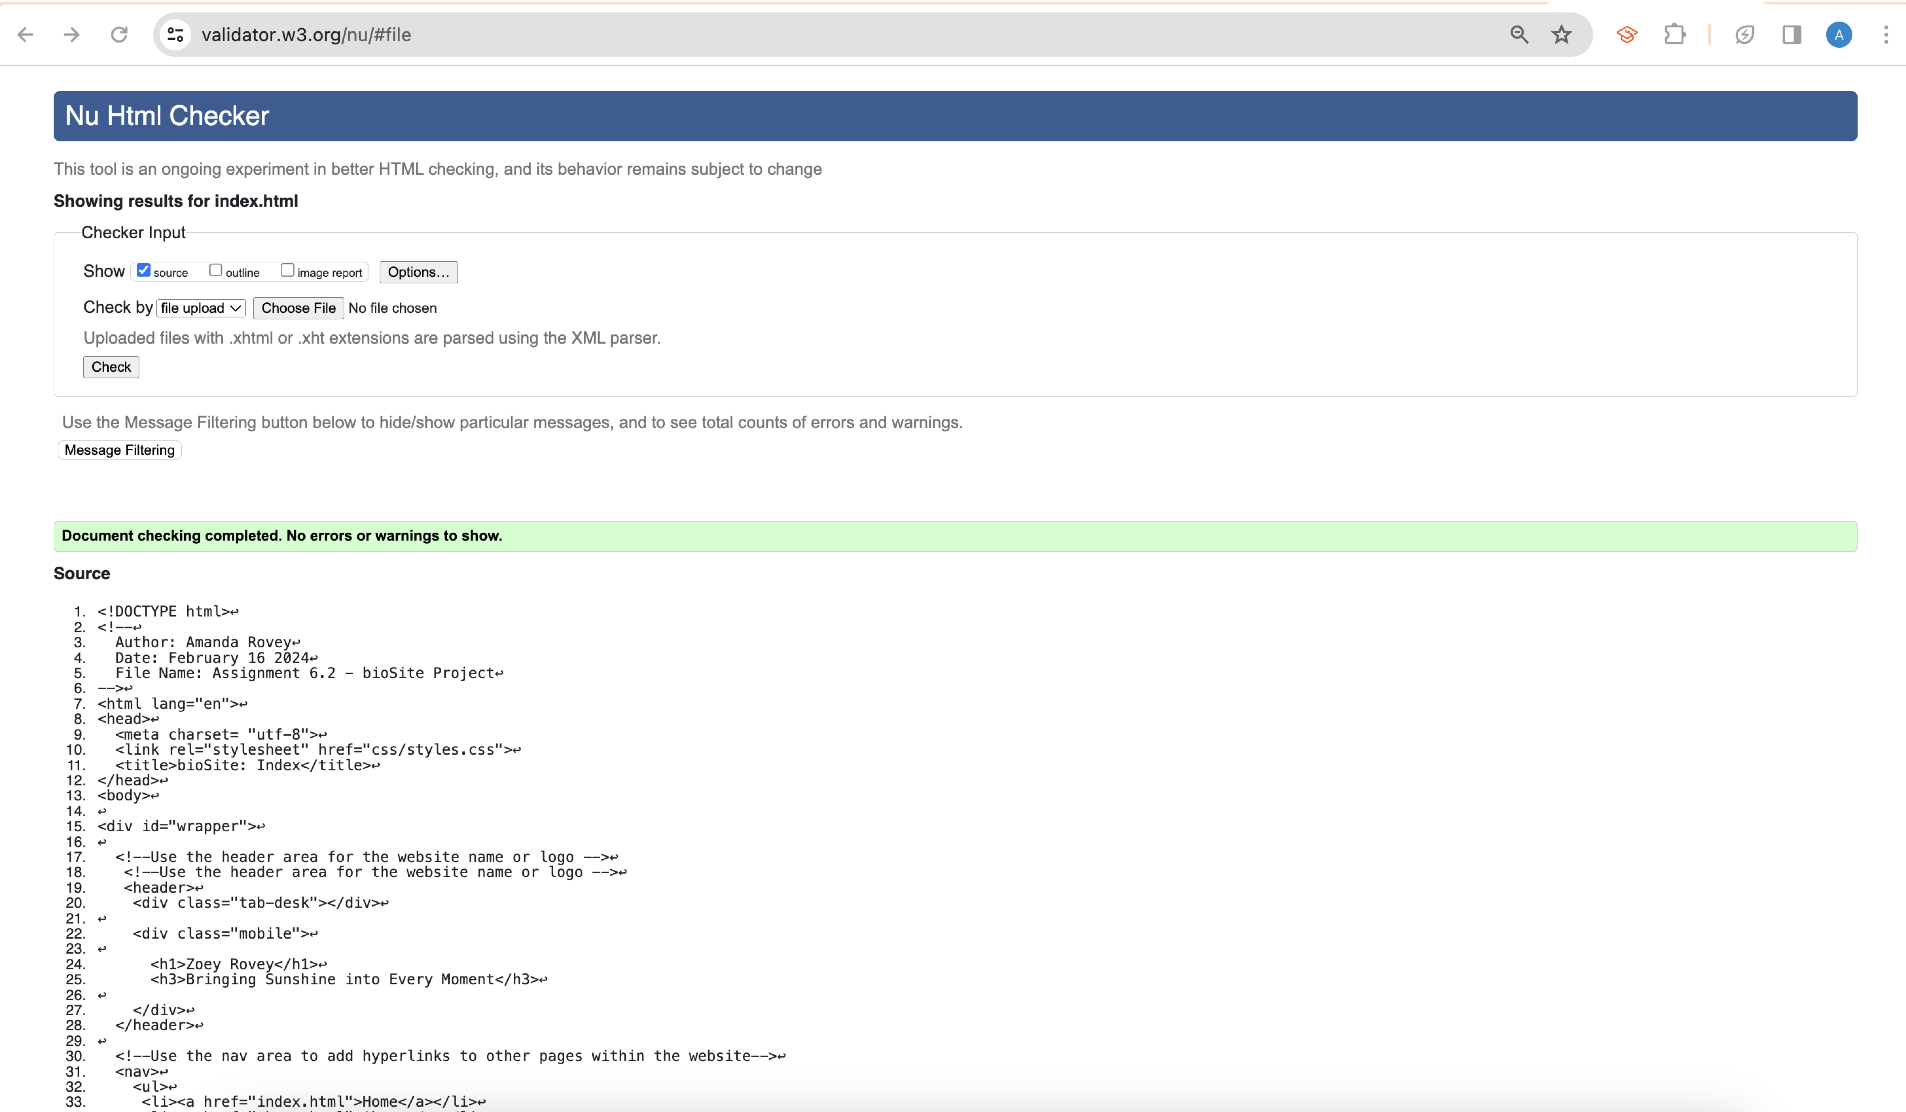 validator.w3.org/nu/#file
A
Nu Html Checker
This tool is an ongoing experiment in better HTML checking, and its behavior remains subject to change
Showing results for index.html
Checker Input
Show source outline image report Options...
Check by file upload Choose File No file chosen
Uploaded files with .xhtml or .xht extensions are parsed using the XML parser.
Check
Use the Message Filtering button below to hide/show particular messages, and to see total counts of errors and warnings.
Message Filtering
Document checking completed. No errors or warnings to show.
Source
1. <!DOCTYPE html>↩
2. <!--↩
3.   Author: Amanda Rovey↩
4.   Date: February 16 2024↩
5.   File Name: Assignment 6.2 - bioSite Project↩
6. -->↩
7. <html lang="en">↩
8. <head>↩
9.   <meta charset= "utf-8">↩
10.   <link rel="stylesheet" href="css/styles.css">↩
11.   <title>bioSite: Index</title>↩
12. </head>↩
13. <body>↩
14. ↩
15. <div id="wrapper">↩
16. ↩
17.   <!--Use the header area for the website name or logo -->↩
18.    <!--Use the header area for the website name or logo -->↩
19.    <header>↩
20.     <div class="tab-desk"></div>↩
21. ↩
22.     <div class="mobile">↩
23. ↩
24.       <h1>Zoey Rovey</h1>↩
25.       <h3>Bringing Sunshine into Every Moment</h3>↩
26. ↩
27.     </div>↩
28.   </header>↩
29. ↩
30.   <!--Use the nav area to add hyperlinks to other pages within the website-->↩
31.   <nav>↩
32.     <ul>↩
33.      <li><a href="index.html">Home</a></li>↩